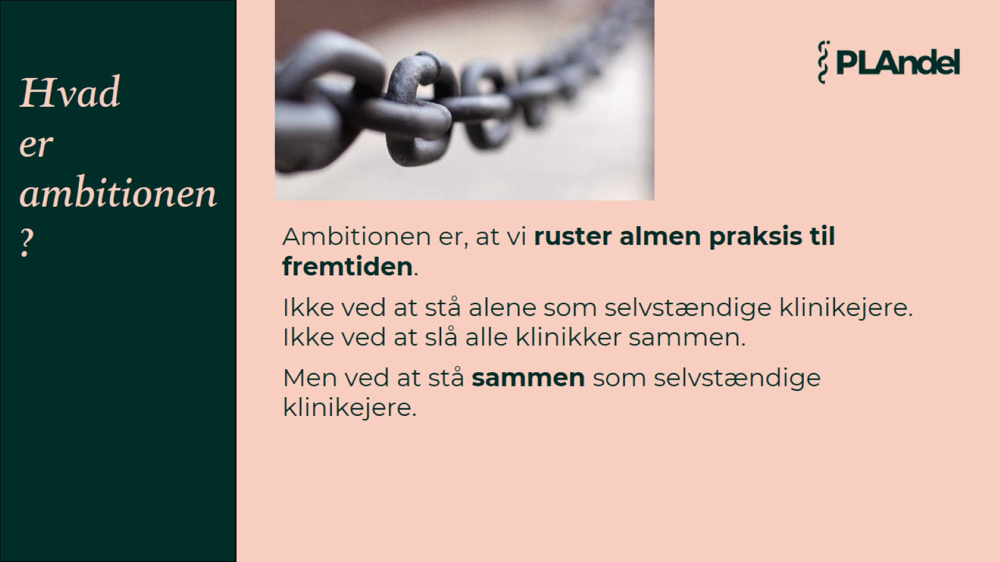 Hvad
er
ambitionen
?
PLAndel
Ambitionen er, at vi ruster almen praksis til
fremtiden.
Ikke ved at stå alene som selvstændige klinikejere.
Ikke ved at slå alle klinikker sammen.
Men ved at stå sammen som selvstændige
klinikejere.